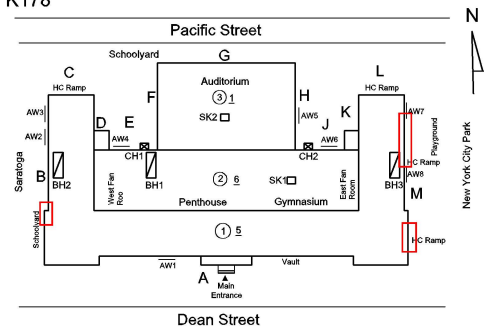 K178
N
Pacific Street
Schoolyard
G
C
L
HC Ramp
HC Ramp
Auditorium
3 1
F
H
SK2
AW3
AW5
AW7
D
E
J
K
AW2
AW4
AW6
Playground
CH1
CH2
HC Ramp
Saratoga
B
BH2
BH1
West Fan
Roo
2 6
SK1
East Fan
Room
BH3
AW8
M
New York City Park
Penthouse
Gymnasium
Schoolyard
1 5
HC Ramp
AW1
A
Vault
Main
Entrance
Dean Street